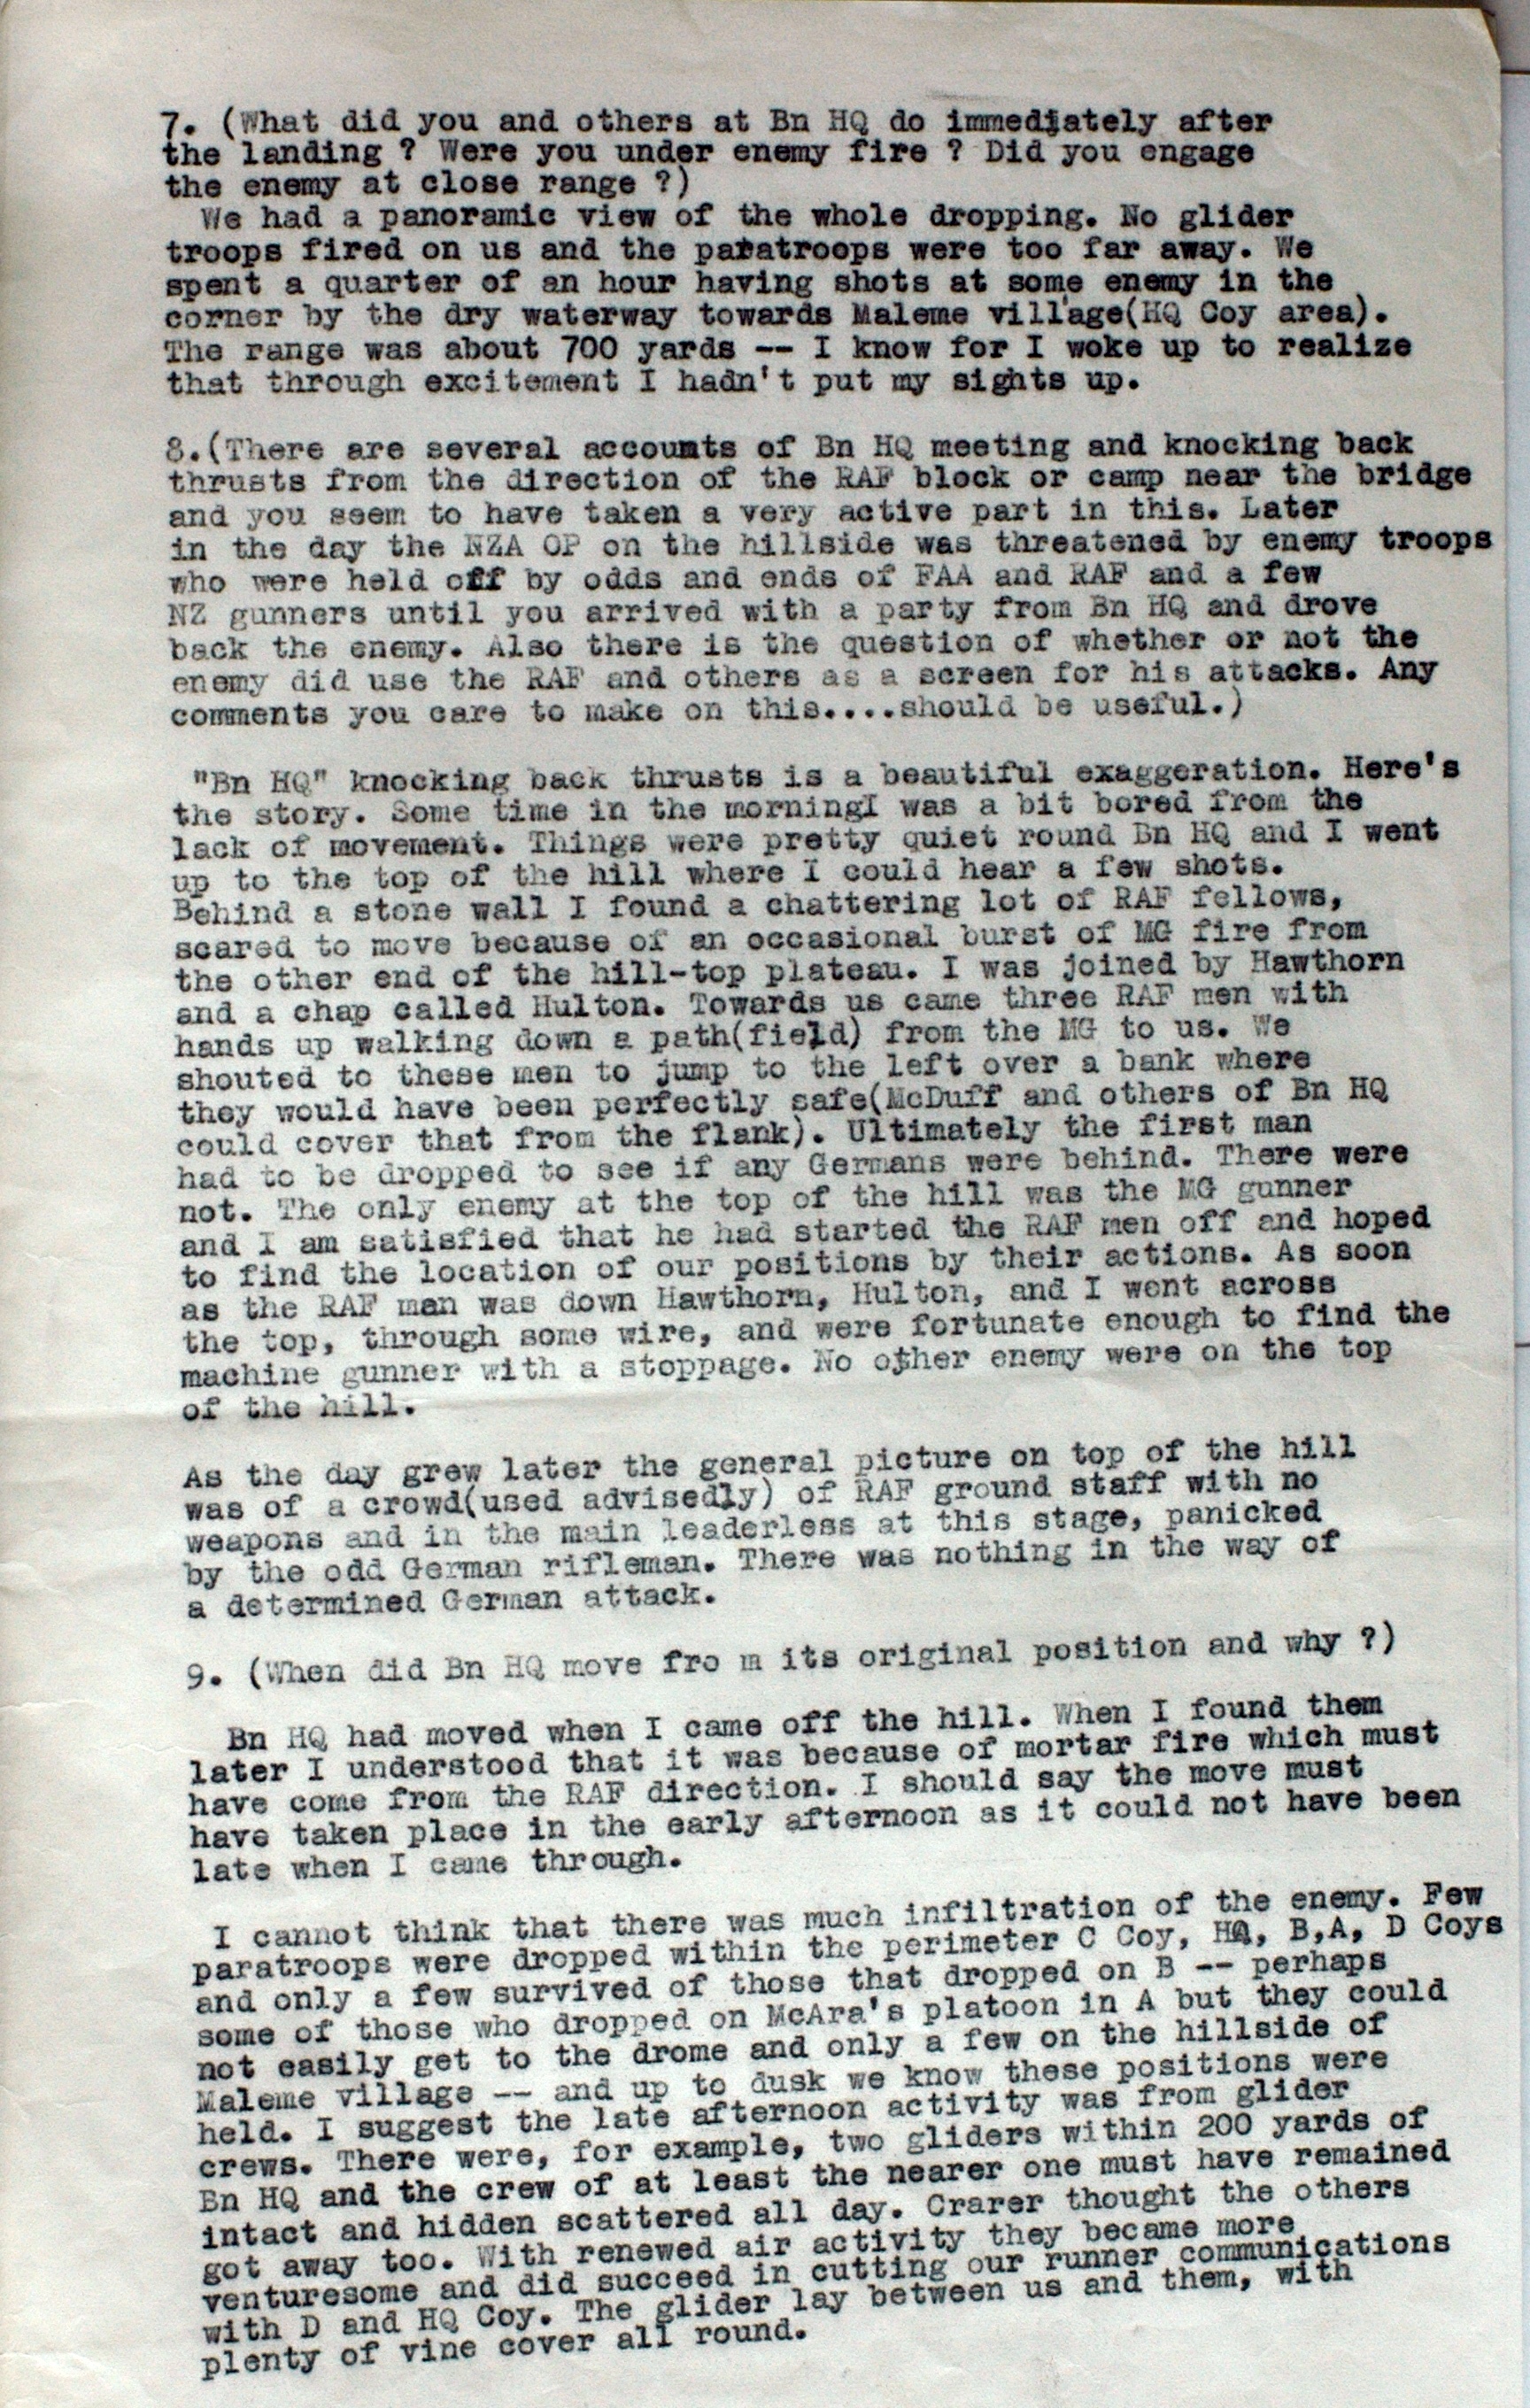 7. (What did you and others at Bn HQ do immediately after
the landing ? Were you under enemy fire ? Did you engage
the enemy at close range ?)
We had a panoramic view of the whole dropping. No glider
troops fired on us and the paratroops were too far away. We
spent a quarter of an hour having shots at some enemy in the
corner by the dry waterway towards Maleme village(HQ Coy area).
The range was about 700 yards -- I know for I woke up to realize
that through excitement I hadn't put my sights up.
8.(There are several accounts of Bn HQ meeting and knocking back
thrusts from the direction of the RAF block or camp near the bridge
and you seem to have taken a very active part in this. Later
in the day the NZA OP on the hillside was threatened by enemy troops
who were held off by odds and ends of FAA and RAF and a few
NZ gunners until you arrived with a party from Bn HQ and drove
back the enemy. Also there is the question of whether or not the
enemy did use the RAF and others as a screen for his attacks. Any
comments you care to make on this....should be useful.)
"Bn HQ" knocking back thrusts is a beautiful exaggeration. Here's
the story. Some time in the morningI was a bit bored from the
lack of movement. Things were pretty quiet round Bn HQ and I went
up to the top of the hill where I could hear a few shots.
Behind a stone wall I found a chattering lot of RAF fellows,
scared to move because of an occasional burst of MG fire from
the other end of the hill-top plateau. I was joined by Hawthorn
and a chap called Hulton. Towards us came three RAF men with
hands up walking down a path(field) from the MG to us. We
shouted to these men to jump to the left over a bank where
they would have been perfectly safe(McDuff and others of Bn HQ
could cover that from the flank). Ultimately the first man
had to be dropped to see if any Germans were behind. There were
not. The only enemy at the top of the hill was the MG gunner
and I am satisfied that he had started the RAF men off and hoped
to find the location of our positions by their actions. As soon
as the RAF man was down Hawthorn, Hulton, and I went across
the top, through some wire, and were fortunate enough to find the
machine gunner with a stoppage. No other enemy were on the top
of the hill.
As the day grew later the general picture on top of the hill
was of a crowd(used advisedly) of RAF ground staff with no
weapons and in the main leaderless at this stage, panicked
by the odd German rifleman. There was nothing in the way of
a determined German attack.
9. (When did Bn HQ move fro m its original position and why ?)
Bn HQ had moved when I came off the hill. When I found them
later I understood that it was because of mortar fire which must
have come from the RAF direction. I should say the move must
have taken place in the early afternoon as it could not have been
late when I came through.
I cannot think that there was much infiltration of the enemy. Few
paratroops were dropped within the perimeter C Coy, HQ, B,A, D Coys
and only a few survived of those that dropped on B -- perhaps
some of those who dropped on McAra's platoon in A but they could
not easily get to the drome and only a few on the hillside of
Maleme village -- and up to dusk we know these positions were
held. I suggest the late afternoon activity was from glider
crews. There were, for example, two gliders within 200 yards of
Bn HQ and the crew of at least the nearer one must have remained
intact and hidden scattered all day. Crarer thought the others
got away too. With renewed air activity they became more
venturesome and did succeed in cutting our runner communications
with D and HQ Coy. The glider lay between us and them, with
plenty of vine cover all round.